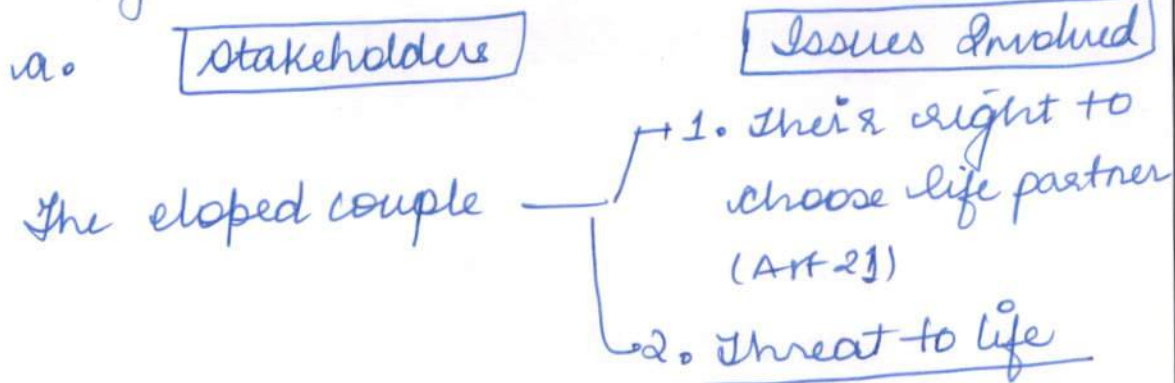 a. Stakeholders Issues Involved
1. Their right to
The eloped couple choose life partner
(Art 21)
2. Threat to life